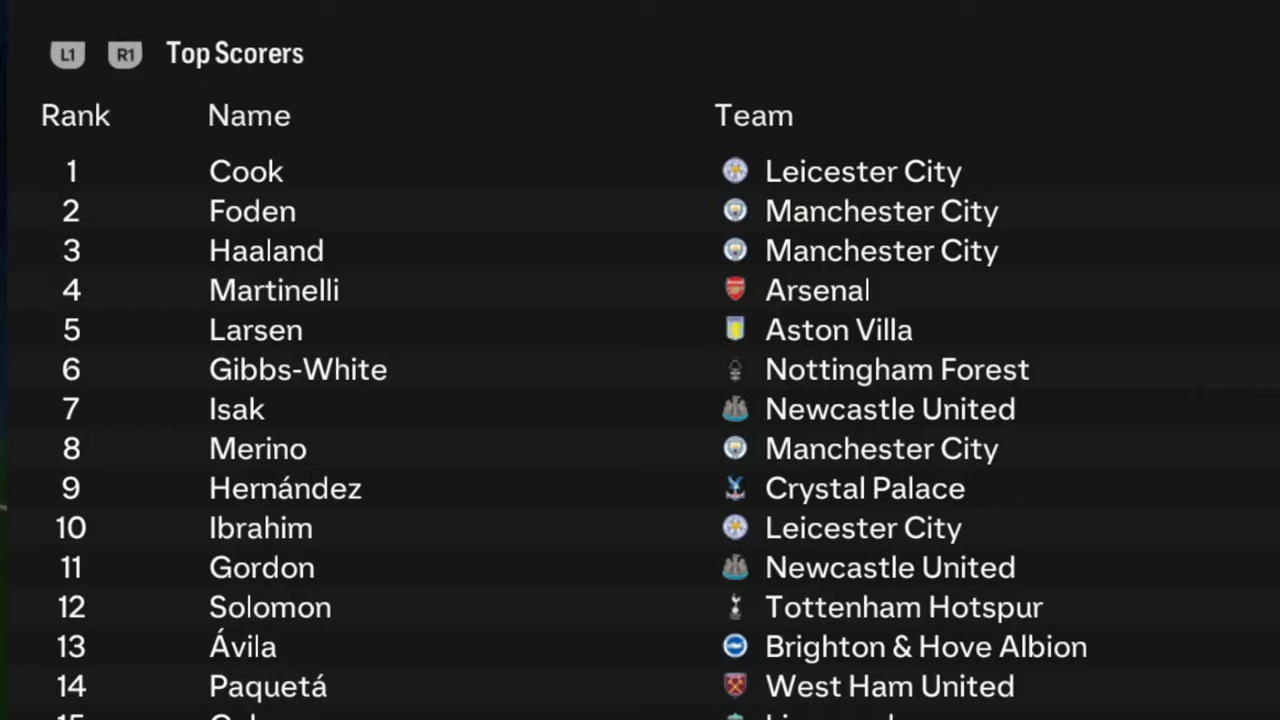 L1 R1 Top Scorers
Rank Name Team
1 Cook Leicester City
2 Foden Manchester City
3 Haaland Manchester City
4 Martinelli Arsenal
5 Larsen Aston Villa
6 Gibbs-White Nottingham Forest
7 Isak Newcastle United
8 Merino Manchester City
9 Hernández Crystal Palace
10 Ibrahim Leicester City
11 Gordon Newcastle United
12 Solomon Tottenham Hotspur
13 Ávila Brighton & Hove Albion
14 Paquetá West Ham United
15